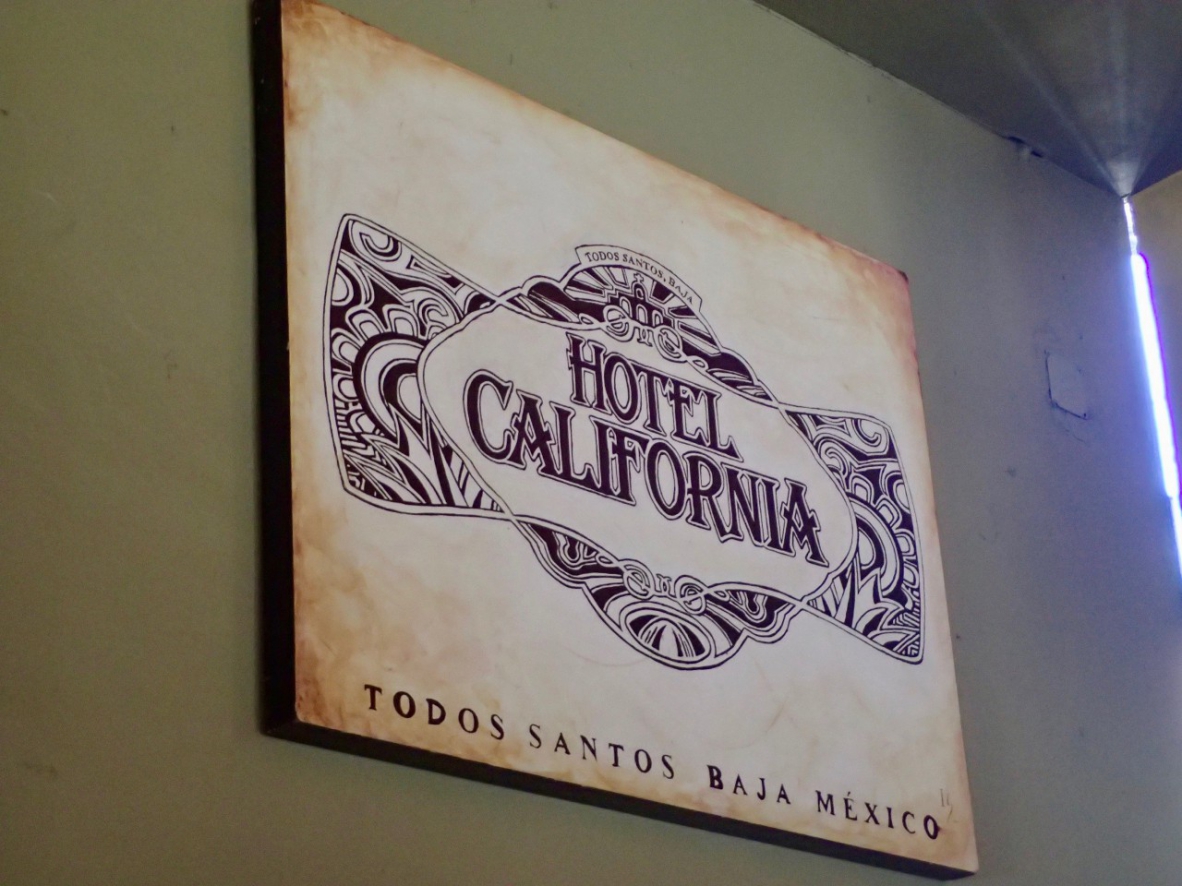 TODOS SANTOS, BAJA
HOTEL
CALIFORNIA
TODOS SANTOS BAJA MÉXICO